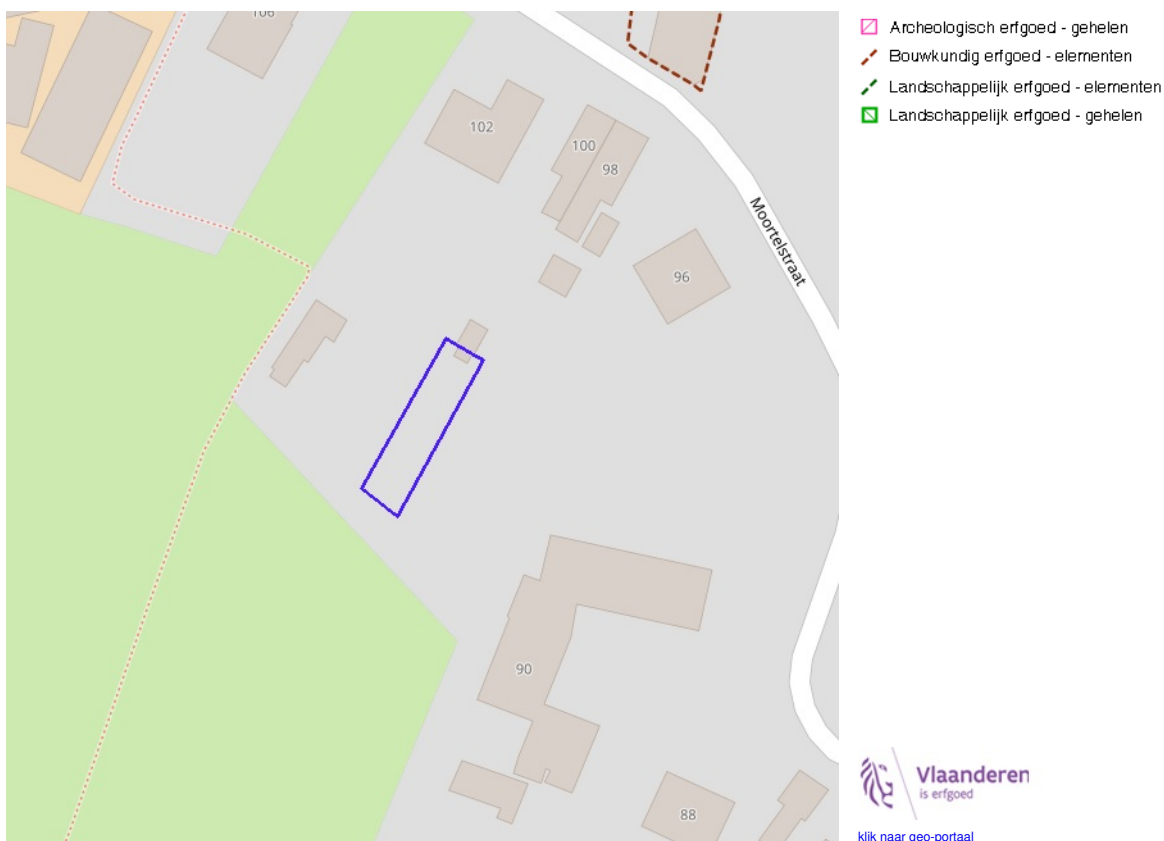 106
102
100
98
96
Moortelstraat
90
88
Archeologisch erfgoed - gehelen
Bouwkundig erfgoed - elementen
Landschappelijk erfgoed - elementen
Landschappelijk erfgoed - gehelen
Vlaanderen
is erfgoed
klik naar geo-portaal